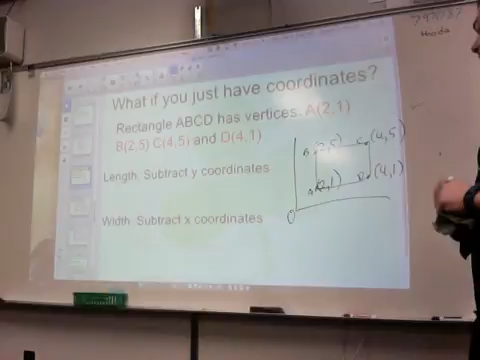 What if you just have coordinates?
Rectangle ABCD has vertices: A(2,1)
B(2,5) C(4,5) and D(4,1)
Length: Subtract y coordinates
Width: Subtract x coordinates
B (2,5) C (4,5)
A (2,1) D (4,1)
O